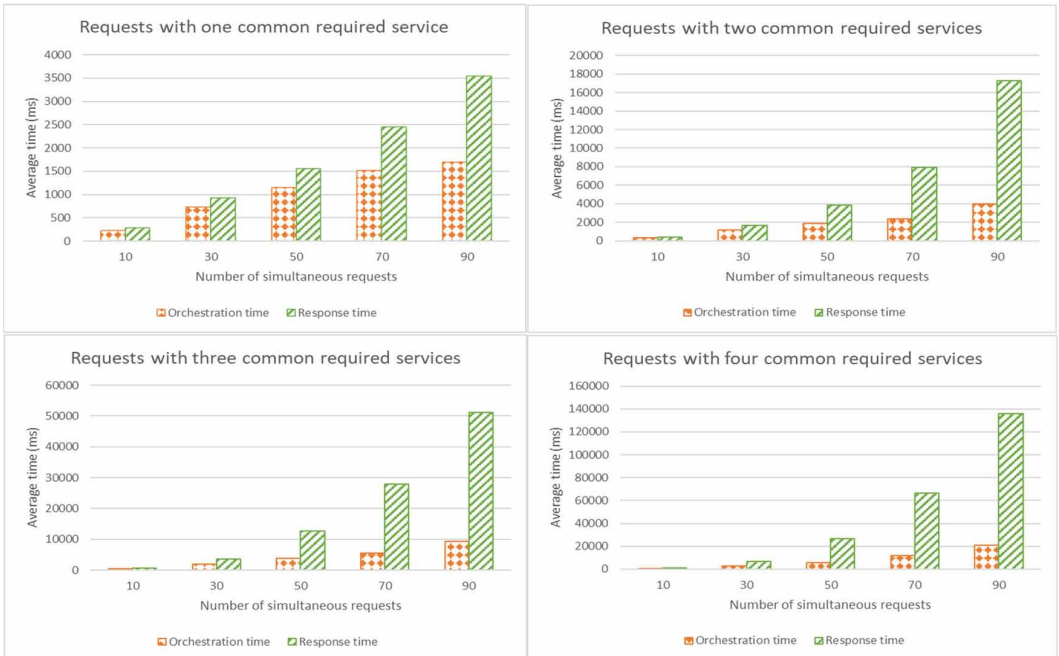 Requests with one common required service
Average time (ms)
4000
3500
3000
2500
2000
1500
1000
500
0
10 30 50 70 90
Number of simultaneous requests
Orchestration time Response time
Requests with two common required services
Average time (ms)
20000
18000
16000
14000
12000
10000
8000
6000
4000
2000
0
10 30 50 70 90
Number of simultaneous requests
Orchestration time Response time
Requests with three common required services
Average time (ms)
60000
50000
40000
30000
20000
10000
0
10 30 50 70 90
Number of simultaneous requests
Orchestration time Response time
Requests with four common required services
Average time (ms)
160000
140000
120000
100000
80000
60000
40000
20000
0
10 30 50 70 90
Number of simultaneous requests
Orchestration time Response time